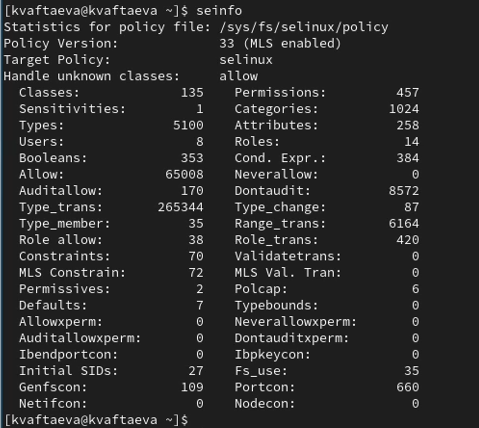 [kvaftaeva@kvaftaeva ~]$ seinfo
Statistics for policy file: /sys/fs/selinux/policy
Policy Version:             33 (MLS enabled)
Target Policy:              selinux
Handle unknown classes:     allow
  Classes:             135    Permissions:         457
  Sensitivities:         1    Categories:         1024
  Types:              5100    Attributes:          258
  Users:                 8    Roles:                14
  Booleans:            353    Cond. Expr.:         384
  Allow:             65008    Neverallow:            0
  Auditallow:          170    Dontaudit:          8572
  Type_trans:       265344    Type_change:          87
  Type_member:          35    Range_trans:        6164
  Role allow:           38    Role_trans:          420
  Constraints:          70    Validatetrans:         0
  MLS Constrain:        72    MLS Val. Tran:         0
  Permissives:           2    Polcap:                6
  Defaults:              7    Typebounds:            0
  Allowxperm:            0    Neverallowxperm:       0
  Auditallowxperm:       0    Dontauditxperm:        0
  Ibendportcon:          0    Ibpkeycon:             0
  Initial SIDs:         27    Fs_use:               35
  Genfscon:            109    Portcon:             660
  Netifcon:              0    Nodecon:               0
[kvaftaeva@kvaftaeva ~]$